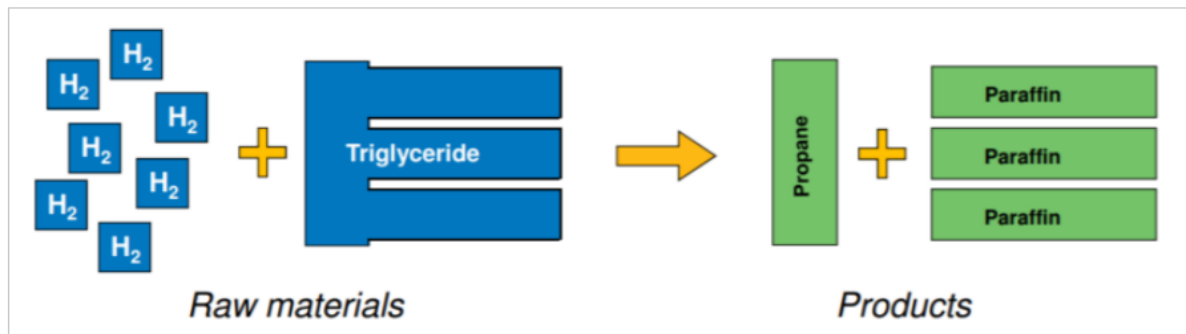 H₂
H₂
H₂
H₂
H₂
H₂
H₂
+
Triglyceride
Propane
+
Paraffin
Paraffin
Paraffin
Raw materials
Products